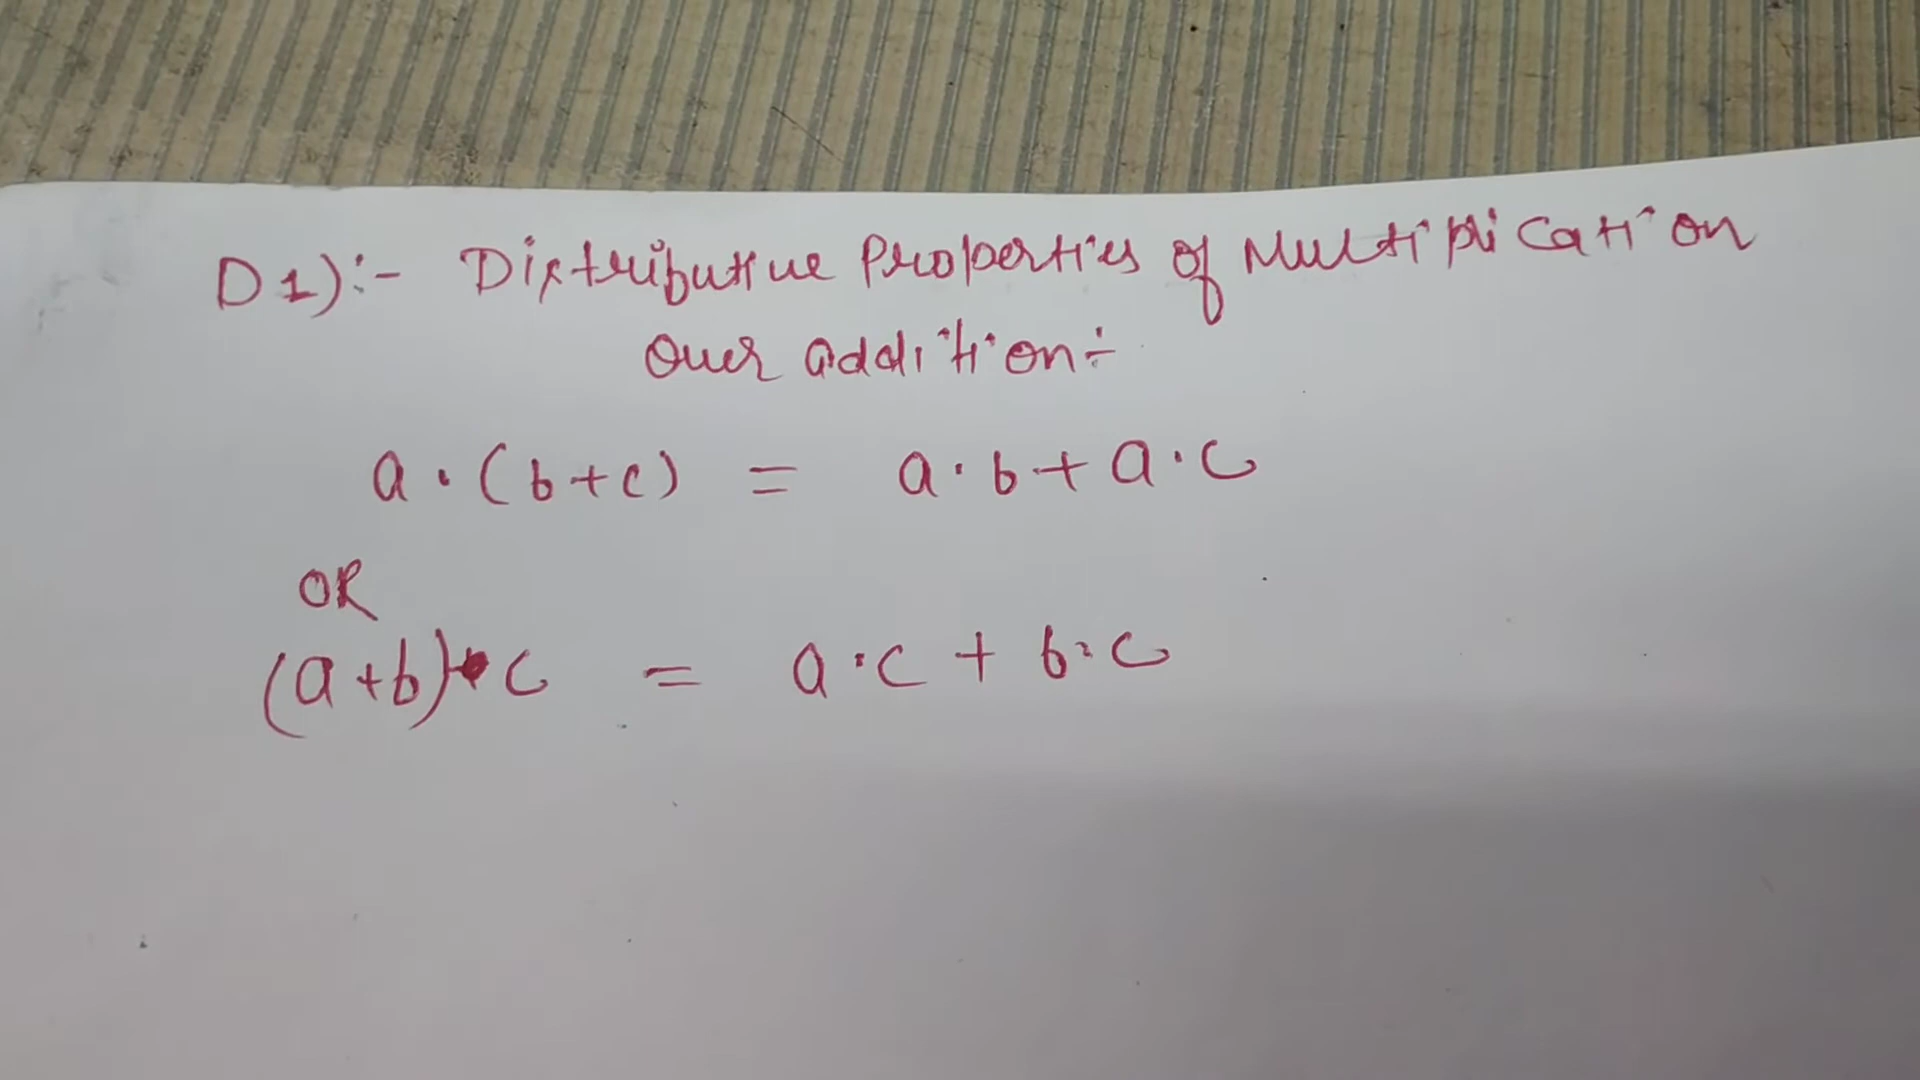 D1):- Distributive Properties of Multiplication
over addition:-
a · (b+c) = a · b + a · c
OR
(a+b) · c = a · c + b · c